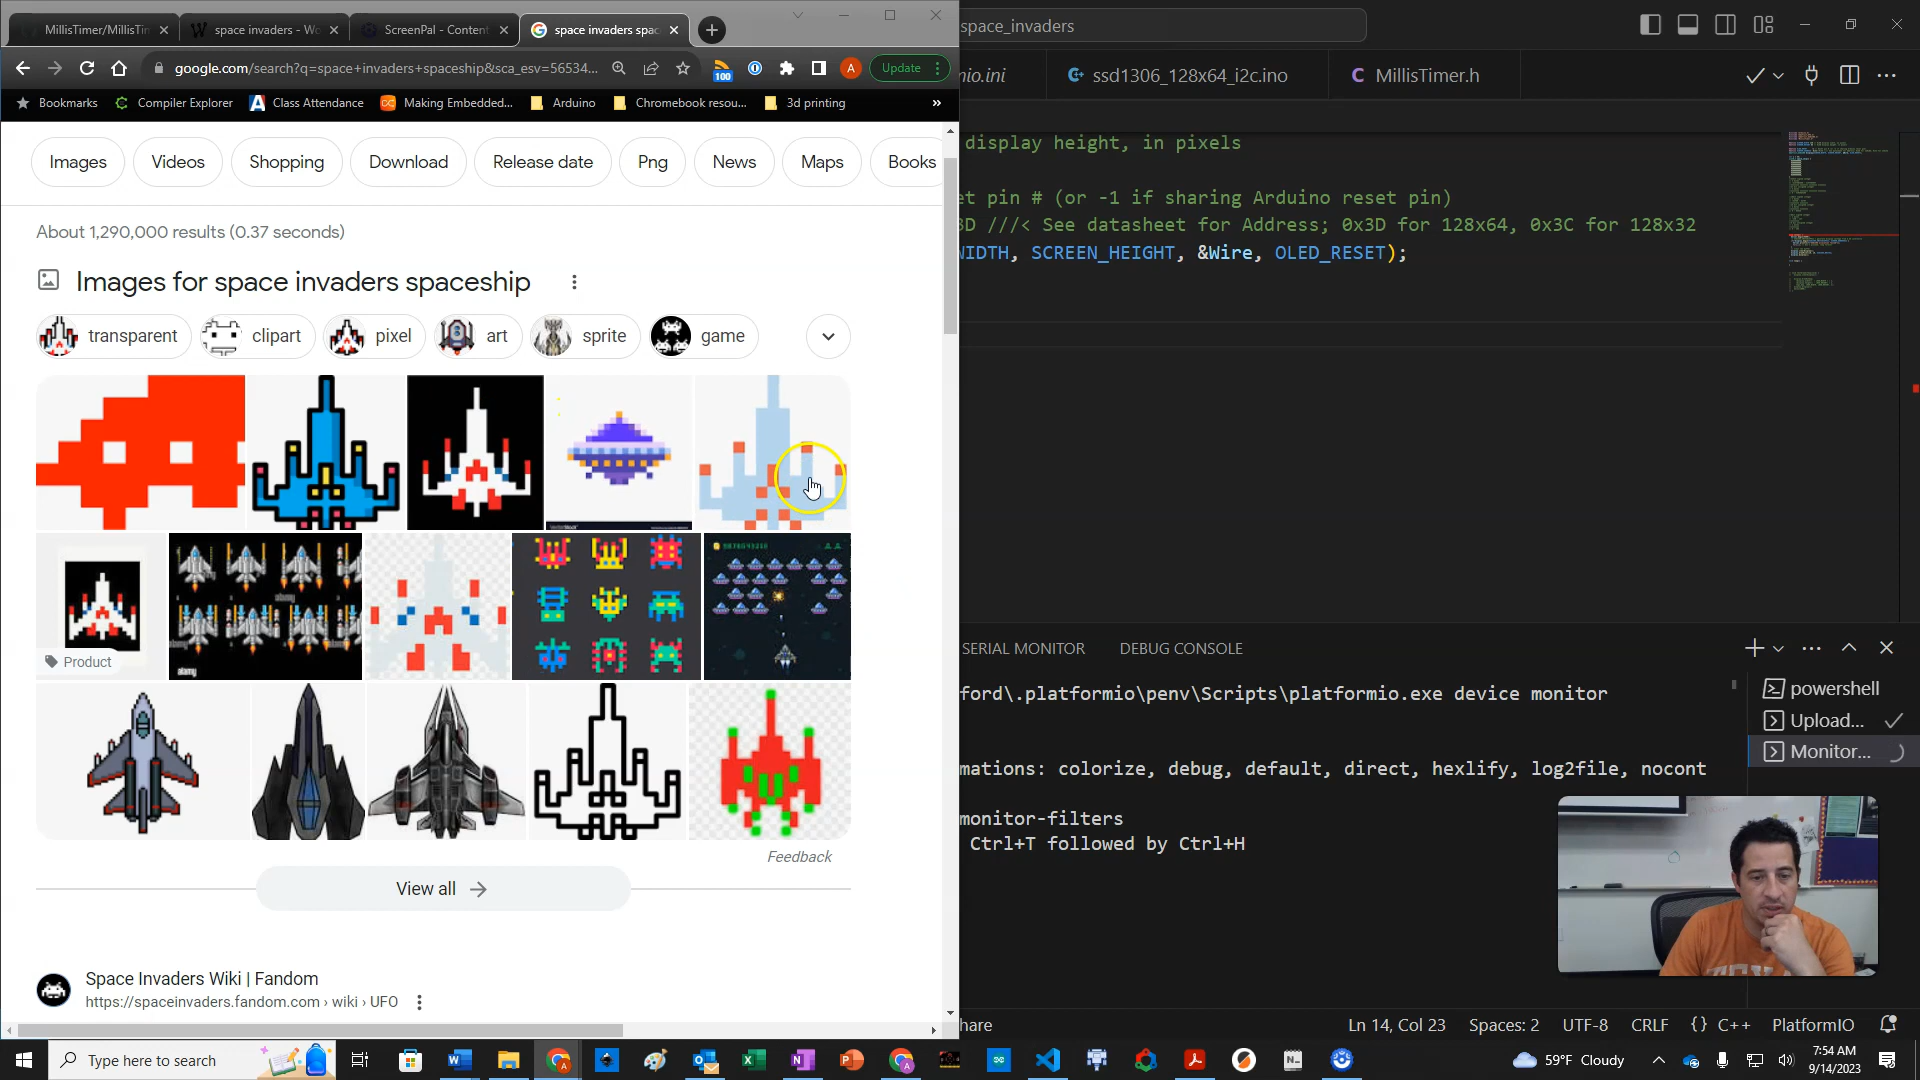 MillisTimer/MillisTim
space invaders - Wo
ScreenPal - Content
space invaders spac
google.com/search?q=space+invaders+spaceship&sca_esv=56534...
100
A
Update
Bookmarks
Compiler Explorer
Class Attendance
Making Embedded...
Arduino
Chromebook resou...
3d printing
»
Images
Videos
Shopping
Download
Release date
Png
News
Maps
Books
About 1,290,000 results (0.37 seconds)
Images for space invaders spaceship
transparent
clipart
pixel
art
sprite
game
Product
alamy
Feedback
View all
Space Invaders Wiki | Fandom
https://spaceinvaders.fandom.com › wiki › UFO
space_invaders
nio.ini
ssd1306_128x64_i2c.ino
C MillisTimer.h
display height, in pixels
et pin # (or -1 if sharing Arduino reset pin)
3D ///< See datasheet for Address; 0x3D for 128x64, 0x3C for 128x32
WIDTH, SCREEN_HEIGHT, &Wire, OLED_RESET);
SERIAL MONITOR
DEBUG CONSOLE
ford\.platformio\penv\Scripts\platformio.exe device monitor
powershell
Upload...
Monitor...
mations: colorize, debug, default, direct, hexlify, log2file, nocont
monitor-filters
Ctrl+T followed by Ctrl+H
hare
Ln 14, Col 23
Spaces: 2
UTF-8
CRLF
{} C++
PlatformIO
Type here to search
59°F Cloudy
7:54 AM
9/14/2023